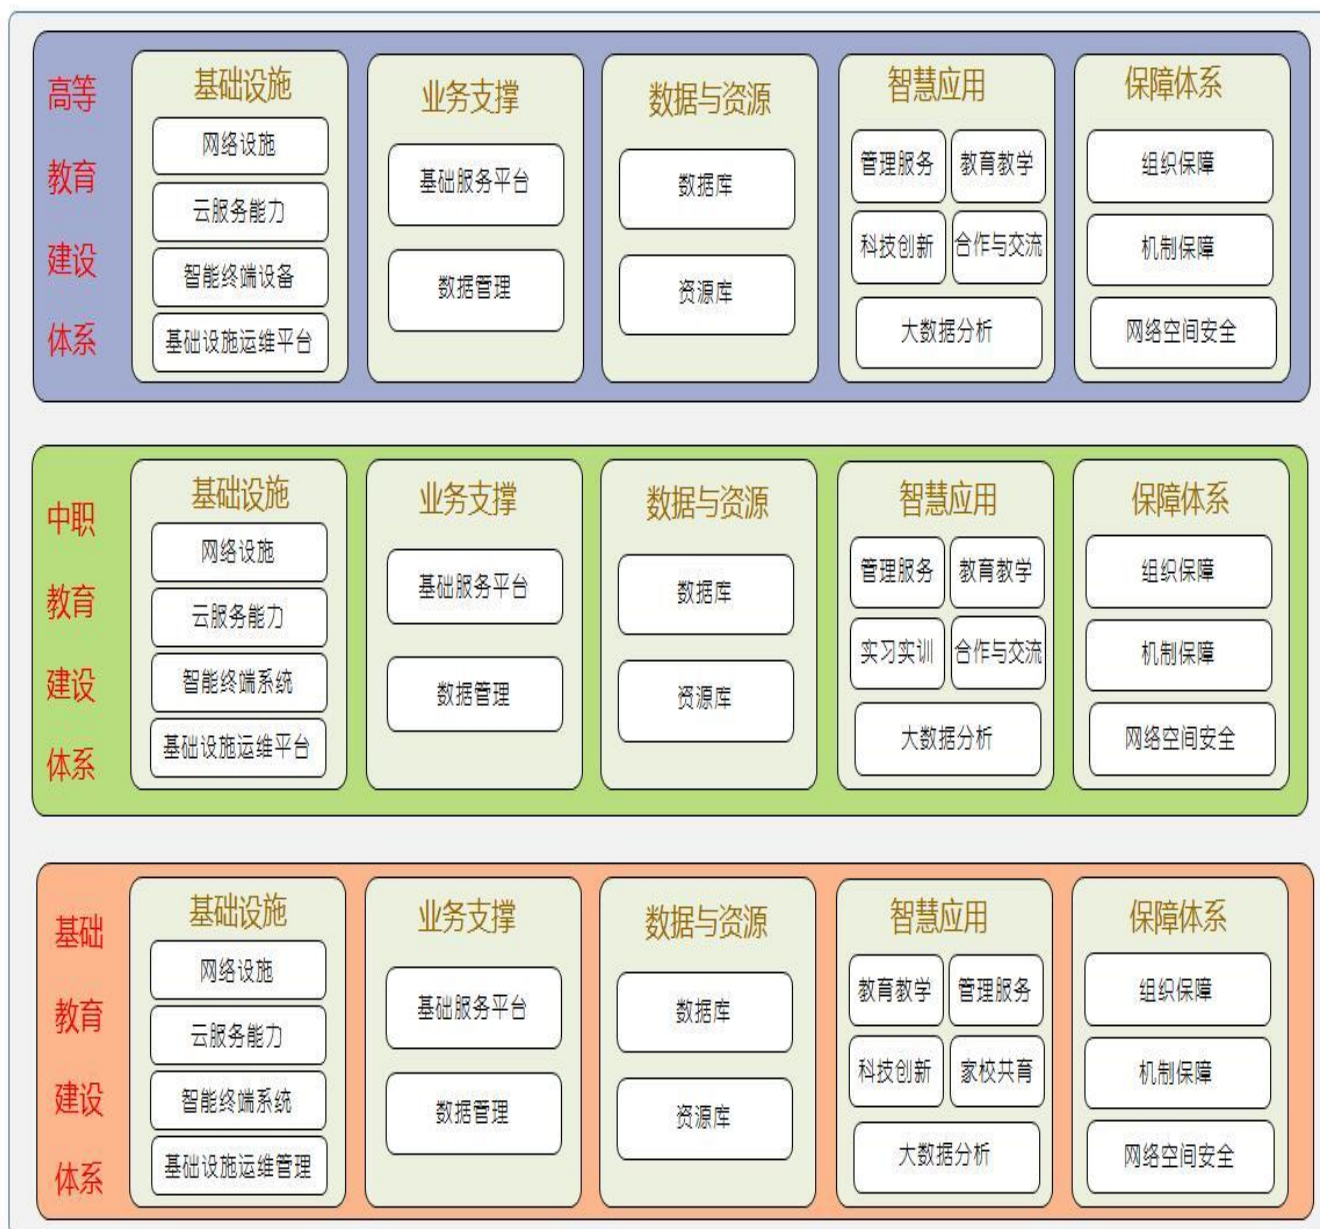 高等
教育
建设
体系
基础设施
网络设施
云服务能力
智能终端设备
基础设施运维平台
业务支撑
基础服务平台
数据管理
数据与资源
数据库
资源库
智慧应用
管理服务
教育教学
科技创新
合作与交流
大数据分析
保障体系
组织保障
机制保障
网络空间安全
中职
教育
建设
体系
基础设施
网络设施
云服务能力
智能终端系统
基础设施运维平台
业务支撑
基础服务平台
数据管理
数据与资源
数据库
资源库
智慧应用
管理服务
教育教学
实习实训
合作与交流
大数据分析
保障体系
组织保障
机制保障
网络空间安全
基础
教育
建设
体系
基础设施
网络设施
云服务能力
智能终端系统
基础设施运维管理
业务支撑
基础服务平台
数据管理
数据与资源
数据库
资源库
智慧应用
教育教学
管理服务
科技创新
家校共育
大数据分析
保障体系
组织保障
机制保障
网络空间安全